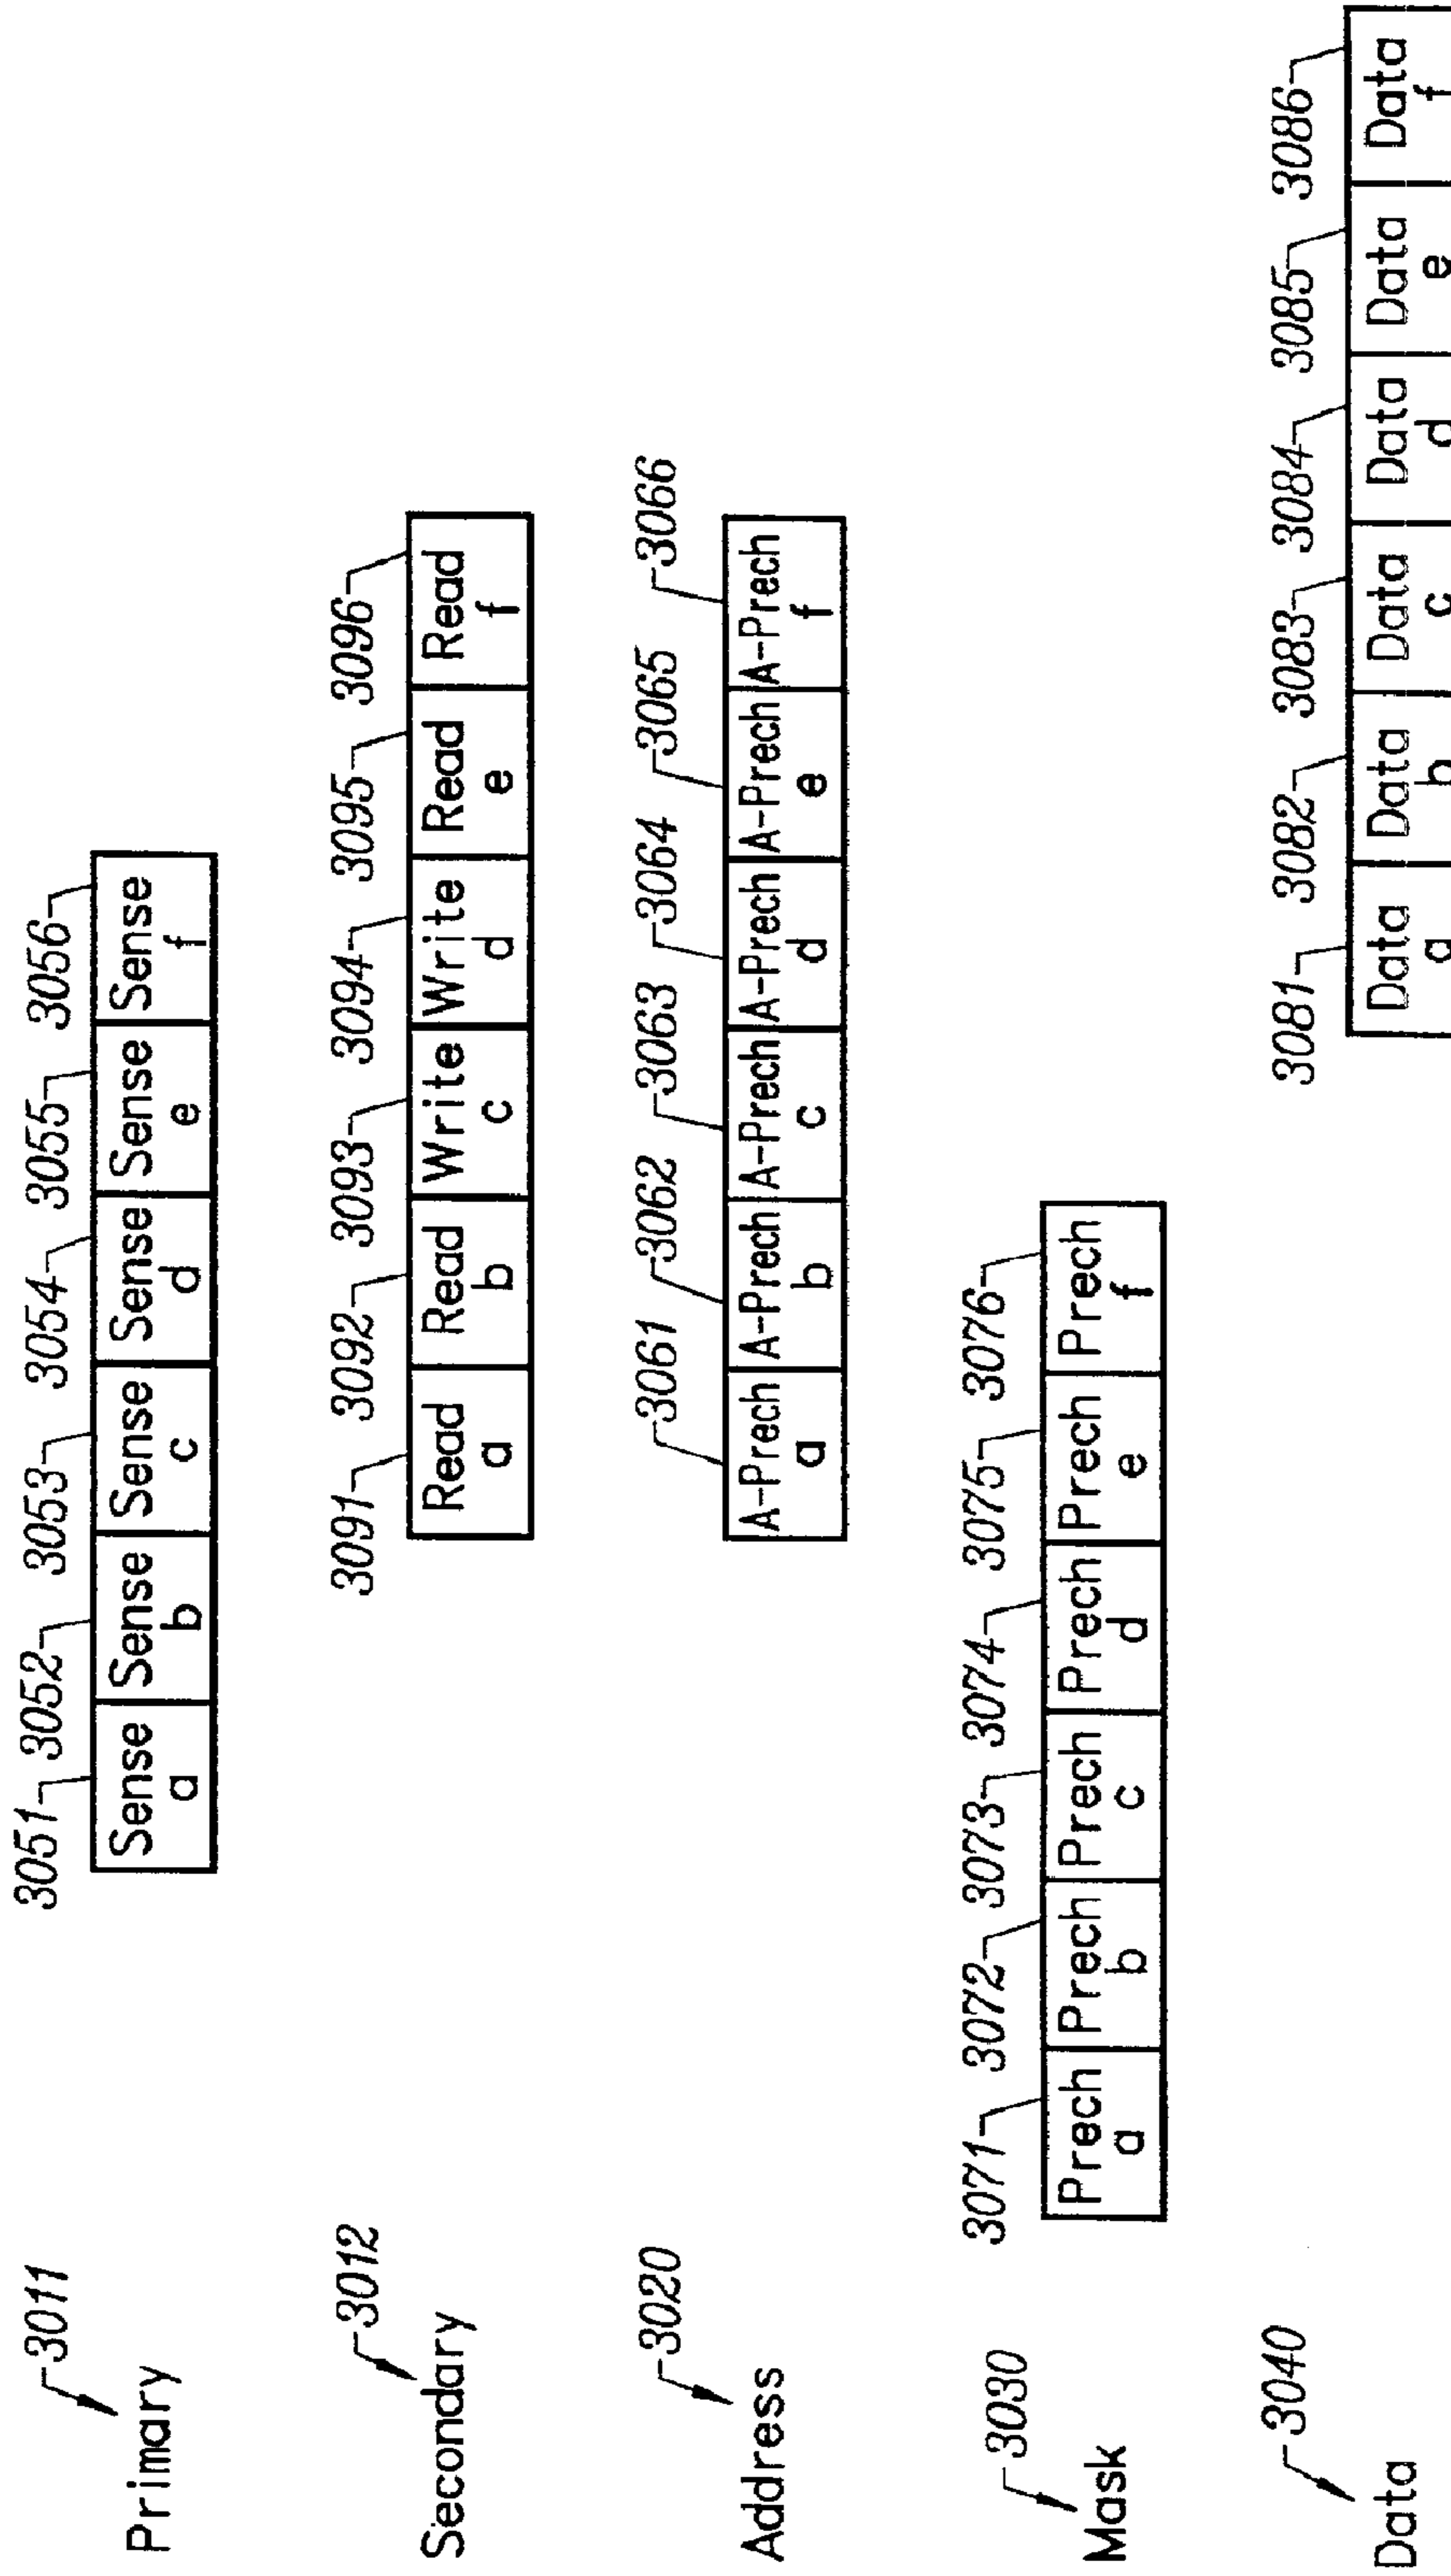 3011
Primary
3051 3052 3053 3054 3055 3056
Sense Sense Sense Sense Sense Sense
a b c d e f
3012
Secondary
3091 3092 3093 3094 3095 3096
Read Read Write Write Read Read
a b c d e f
3020
Address
3061 3062 3063 3064 3065 3066
A-Prech A-Prech A-Prech A-Prech A-Prech A-Prech
a b c d e f
3030
Mask
3071 3072 3073 3074 3075 3076
Prech Prech Prech Prech Prech Prech
a b c d e f
3040
Data
3081 3082 3083 3084 3085 3086
Data Data Data Data Data Data
a b c d e f